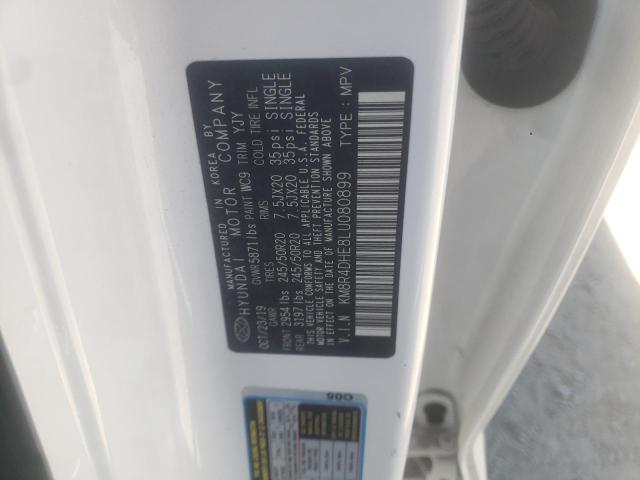 MANUFACTURED IN KOREA BY
HYUNDAI MOTOR COMPANY
OCT/23/19 GVWR 5871lbs PAINT WC9 TRIM YJY
GAWR TIRES RIMS COLD TIRE INFL
FRONT 2954lbs 245/50R20 7.5JX20 35psi SINGLE
REAR 3197lbs 245/50R20 7.5JX20 35psi SINGLE
THIS VEHICLE CONFORMS TO ALL APPLICABLE U.S.A. FEDERAL
MOTOR VEHICLE SAFETY, AND THEFT PREVENTION STANDARDS
IN EFFECT ON THE DATE OF MANUFACTURE SHOWN ABOVE
V.I.N KM8R4DHE8LU080899 TYPE : MPV
C05